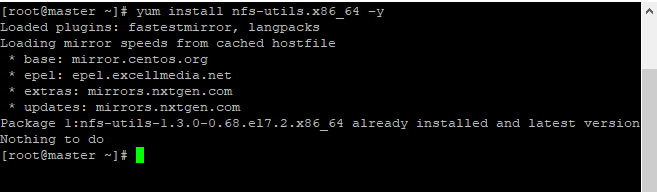 [root@master ~]# yum install nfs-utils.x86_64 -y
Loaded plugins: fastestmirror, langpacks
Loading mirror speeds from cached hostfile
 * base: mirror.centos.org
 * epel: epel.excellmedia.net
 * extras: mirrors.nxtgen.com
 * updates: mirrors.nxtgen.com
Package 1:nfs-utils-1.3.0-0.68.el7.2.x86_64 already installed and latest version
Nothing to do
[root@master ~]#